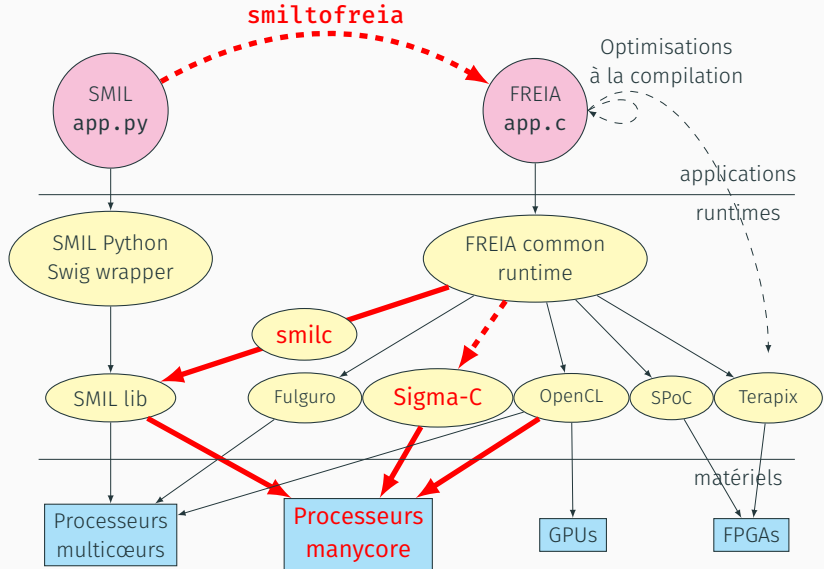 smiltofreia
Optimisations
à la compilation
SMIL
app.py
FREIA
app.c
applications
runtimes
SMIL Python
Swig wrapper
FREIA common
runtime
smilc
SMIL lib
Fulguro
Sigma-C
OpenCL
SPoC
Terapix
matériels
Processeurs
multicœurs
Processeurs
manycore
GPUs
FPGAs